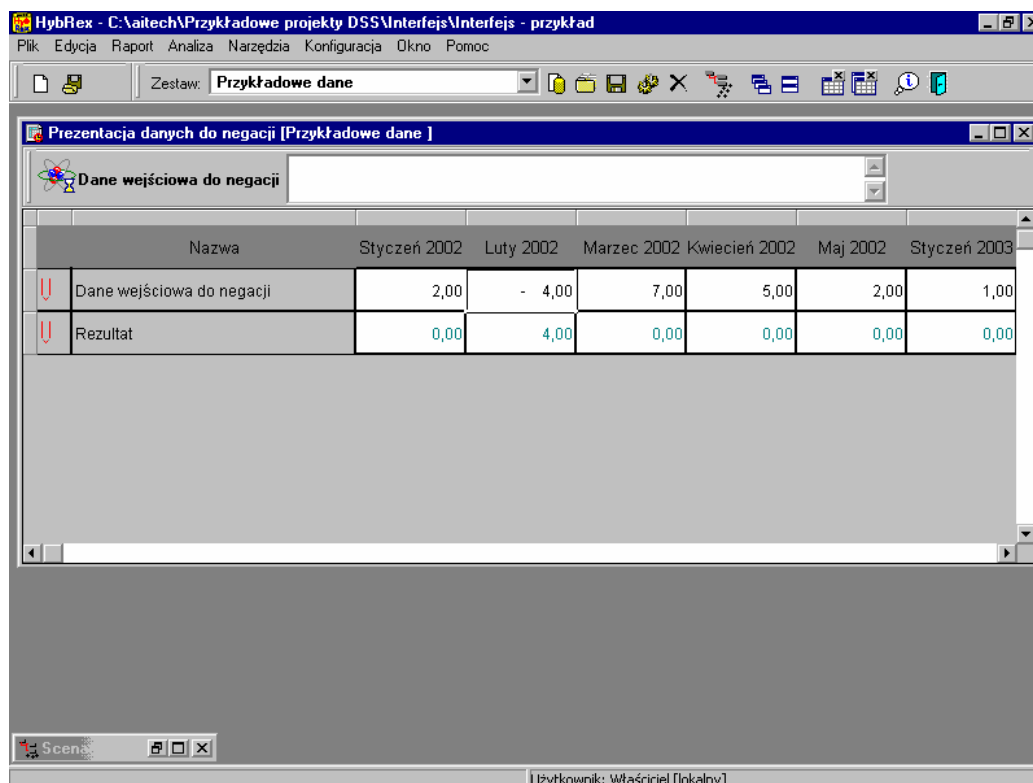 HybRex - C:\aitech\Przykładowe projekty DSS\Interfejs\Interfejs - przykład
Plik Edycja Raport Analiza Narzędzia Konfiguracja Okno Pomoc
Zestaw: Przykładowe dane
Prezentacja danych do negacji [Przykładowe dane ]
Dane wejściowa do negacji
Nazwa Styczeń 2002 Luty 2002 Marzec 2002 Kwiecień 2002 Maj 2002 Styczeń 2003
Dane wejściowa do negacji 2,00 - 4,00 7,00 5,00 2,00 1,00
Rezultat 0,00 4,00 0,00 0,00 0,00 0,00
Scena
Użytkownik: Właściciel [lokalny]